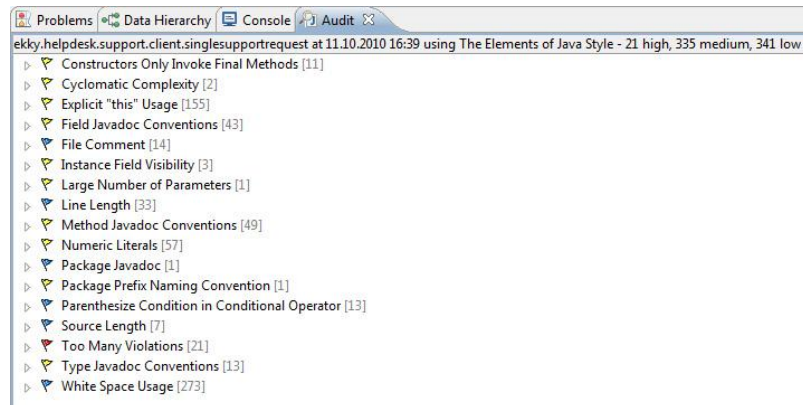 Problems Data Hierarchy Console Audit
ekky.helpdesk.support.client.singlesupportrequest at 11.10.2010 16:39 using The Elements of Java Style - 21 high, 335 medium, 341 low
Constructors Only Invoke Final Methods [11]
Cyclomatic Complexity [2]
Explicit "this" Usage [155]
Field Javadoc Conventions [43]
File Comment [14]
Instance Field Visibility [3]
Large Number of Parameters [1]
Line Length [33]
Method Javadoc Conventions [49]
Numeric Literals [57]
Package Javadoc [1]
Package Prefix Naming Convention [1]
Parenthesize Condition in Conditional Operator [13]
Source Length [7]
Too Many Violations [21]
Type Javadoc Conventions [13]
White Space Usage [273]